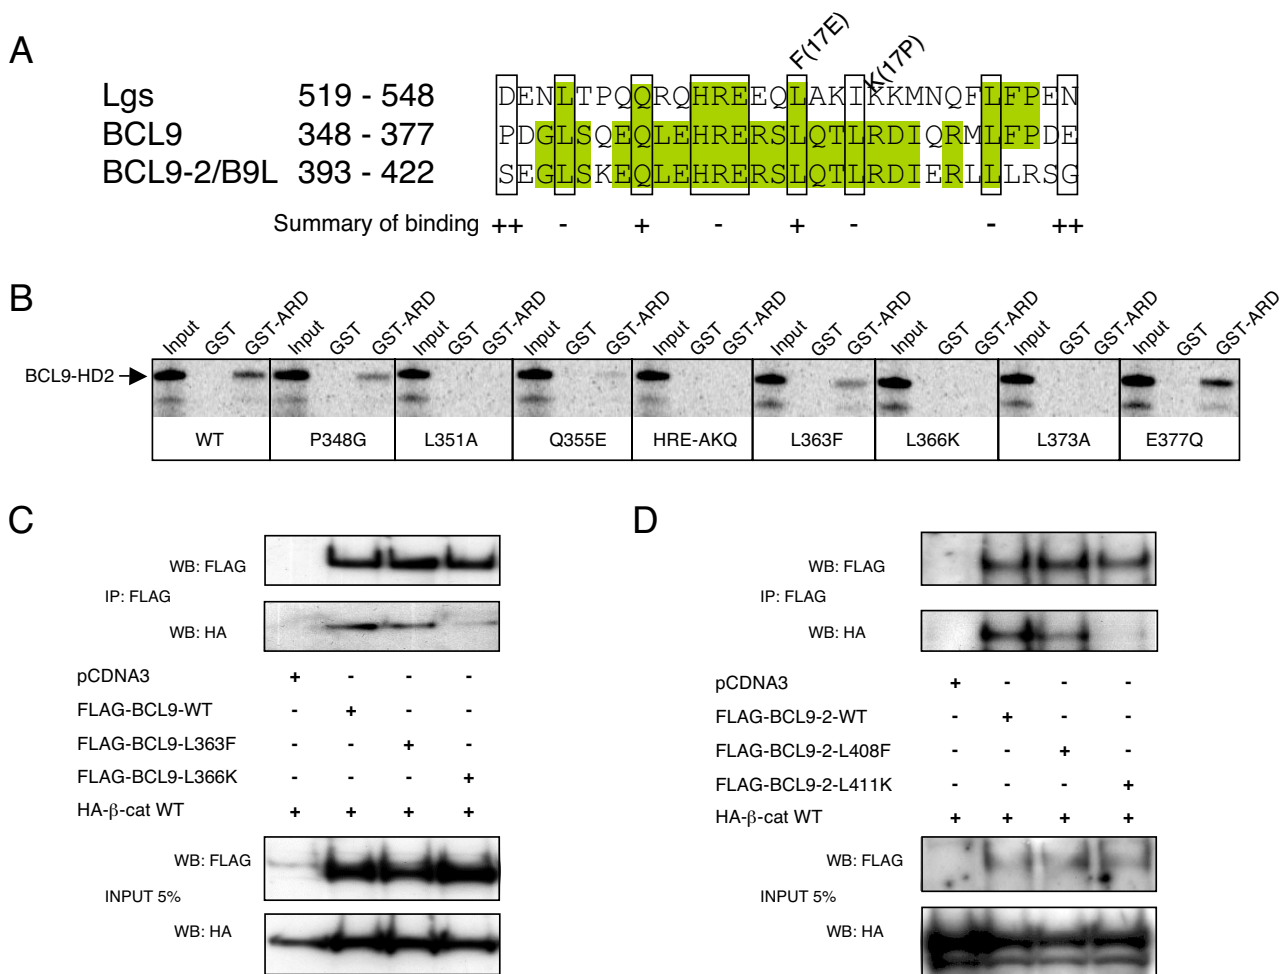 A
F(17E)
K(17P)
Lgs 519 - 548 DENLTPQQRQHREEQLAKIKKMNQFLFPEN
BCL9 348 - 377 PDGLSQEQLEHRERSLQTLRDIQRMLFPDE
BCL9-2/B9L 393 - 422 SEGLSKEQLEHRERSLQTLRDIERLLLRSG
Summary of binding ++ - + - + - - ++
B
Input GST GST-ARD Input GST GST-ARD Input GST GST-ARD Input GST GST-ARD Input GST GST-ARD Input GST GST-ARD Input GST GST-ARD Input GST GST-ARD Input GST GST-ARD
BCL9-HD2
WT P348G L351A Q355E HRE-AKQ L363F L366K L373A E377Q
C
WB: FLAG
IP: FLAG
WB: HA
pCDNA3 + - - -
FLAG-BCL9-WT - + - -
FLAG-BCL9-L363F - - + -
FLAG-BCL9-L366K - - - +
HA-β-cat WT + + + +
WB: FLAG
INPUT 5%
WB: HA
D
WB: FLAG
IP: FLAG
WB: HA
pCDNA3 + - - -
FLAG-BCL9-2-WT - + - -
FLAG-BCL9-2-L408F - - + -
FLAG-BCL9-2-L411K - - - +
HA-β-cat WT + + + +
WB: FLAG
INPUT 5%
WB: HA